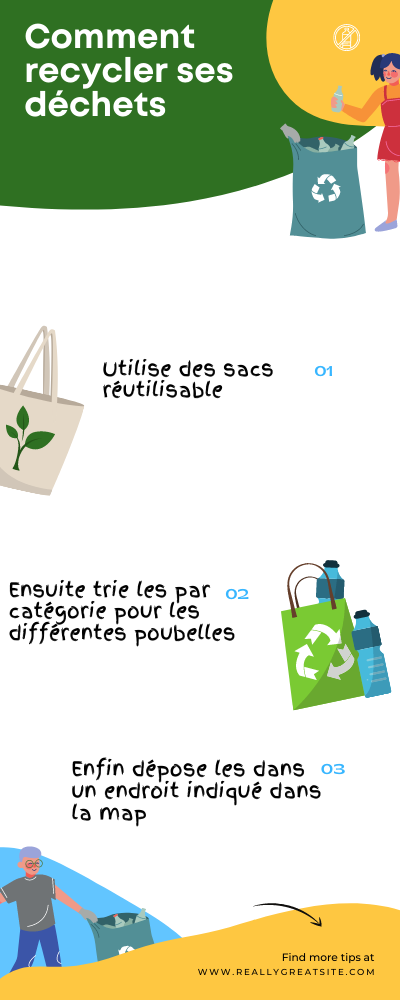 Comment
recycler ses
déchets
Utilise des sacs
réutilisable
01
Ensuite trie les par
catégorie pour les
différentes poubelles
02
Enfin dépose les dans
un endroit indiqué dans
la map
03
Find more tips at
WWW.REALLYGREATSITE.COM